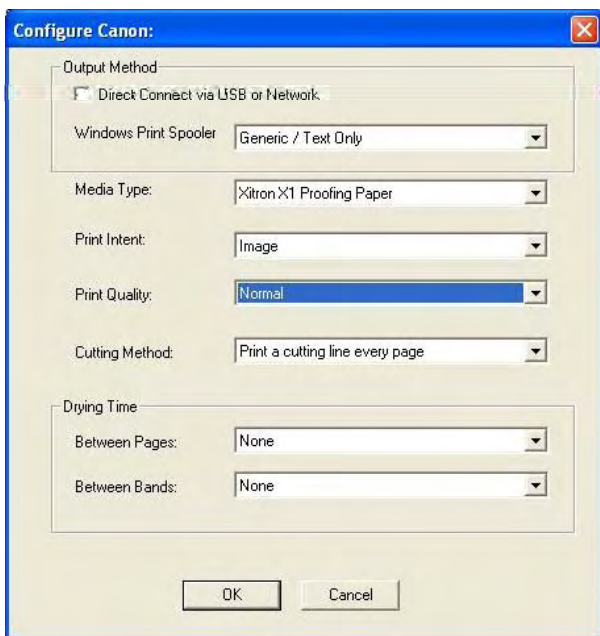 Configure Canon:
Output Method
Direct Connect via USB or Network
Windows Print Spooler Generic / Text Only
Media Type: Xitron X1 Proofing Paper
Print Intent: Image
Print Quality: Normal
Cutting Method: Print a cutting line every page
Drying Time
Between Pages: None
Between Bands: None
OK Cancel